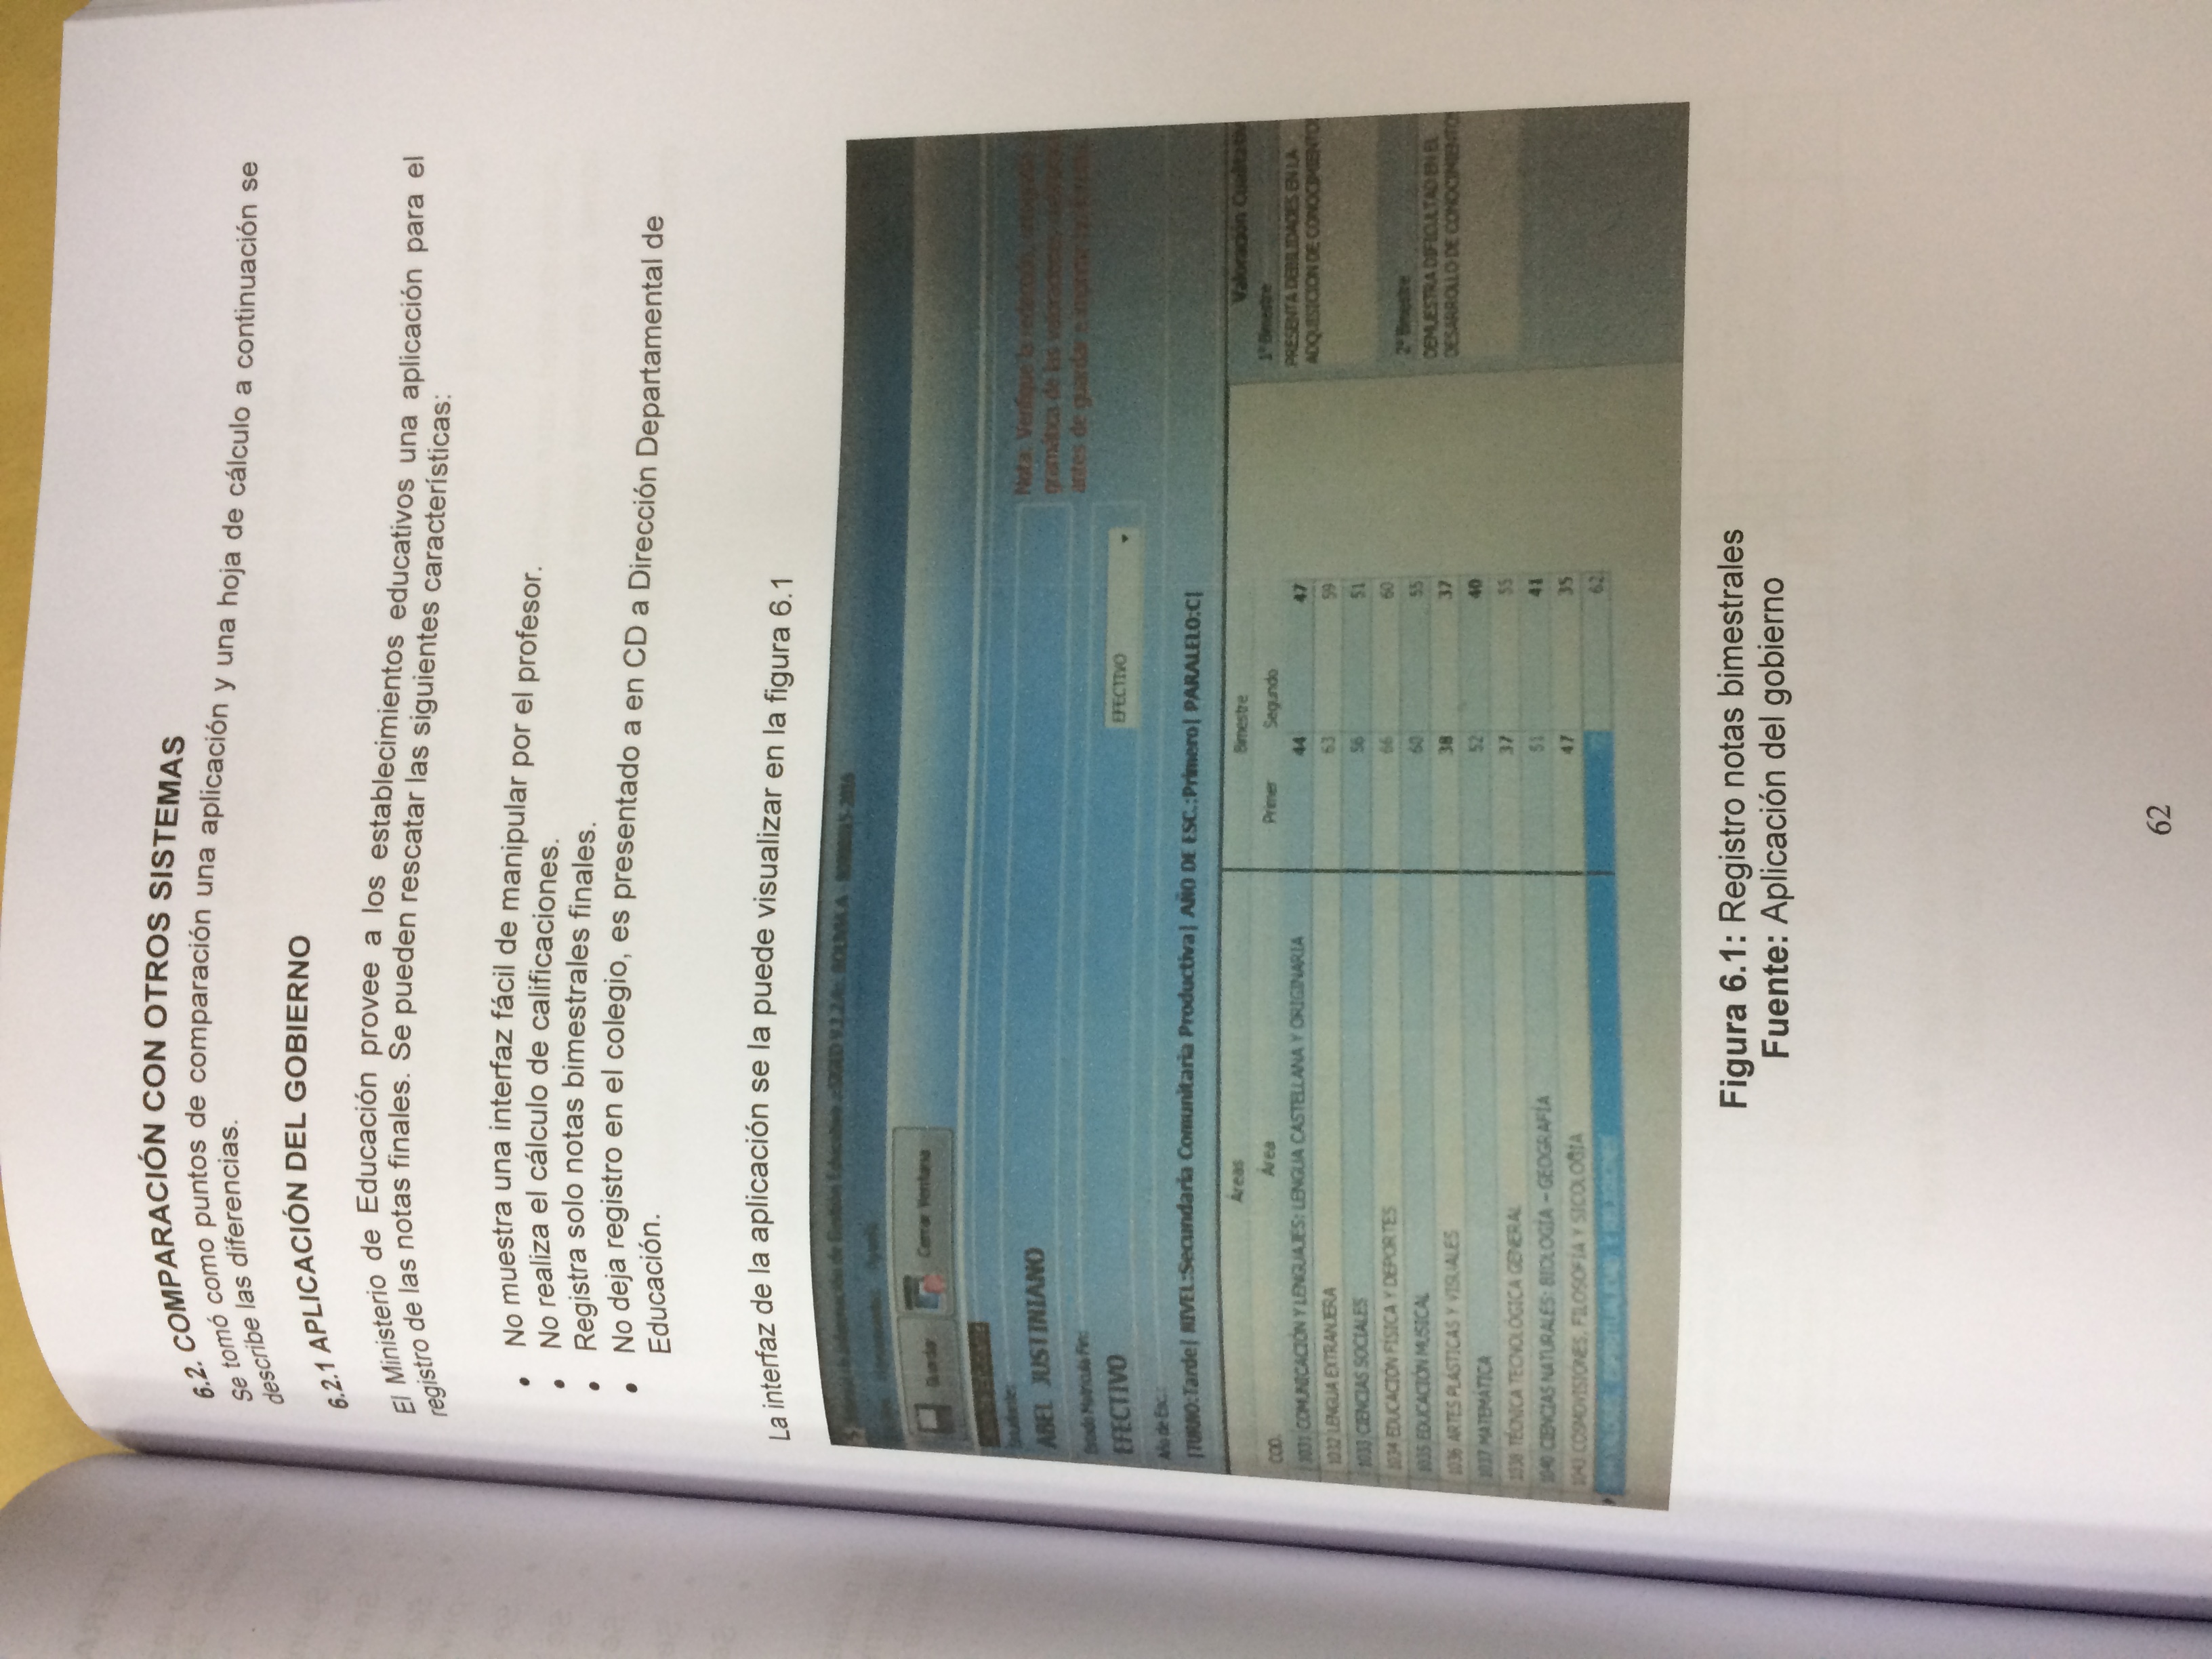 6.2. COMPARACIÓN CON OTROS SISTEMAS
Se tomó como puntos de comparación una aplicación y una hoja de cálculo a continuación se
describe las diferencias.
6.2.1 APLICACIÓN DEL GOBIERNO
El Ministerio de Educación provee a los establecimientos educativos una aplicación para el
registro de las notas finales. Se pueden rescatar las siguientes características:
• No muestra una interfaz fácil de manipular por el profesor.
• No realiza el cálculo de calificaciones.
• Registra solo notas bimestrales finales.
• No deja registro en el colegio, es presentado a en CD a Dirección Departamental de
Educación.
La interfaz de la aplicación se la puede visualizar en la figura 6.1
de Información de Gestión Educativa
Ayuda
Guardar Cerrar Ventana
ABEL JUSTINIANO
Nota: Verifique la redacción,
gramática de las valoraciones
antes de guardar e imprimir
Estado Matrícula Fin:
EFECTIVO EFECTIVO
Año de Esc.:
|TURNO:Tarde| NIVEL:Secundaria Comunitaria Productiva| AÑO DE ESC.:Primero| PARALELO:C|
Áreas Bimestre Valoración Cualitativ
COD. Área Primer Segundo 1º Bimestre
1031 COMUNICACIÓN Y LENGUAJES: LENGUA CASTELLANA Y ORIGINARIA 44 47 PRESENTA DEBILIDADES EN LA
ADQUESICION DE CONOCIMIENTO
1032 LENGUA EXTRANJERA 63 59
1033 CIENCIAS SOCIALES 56 51
1034 EDUCACIÓN FÍSICA Y DEPORTES 66 60
2º Bimestre
1035 EDUCACIÓN MUSICAL 60 55 DEMUESTRA DIFICULTAD EN EL
1036 ARTES PLÁSTICAS Y VISUALES 38 37 DESARROLLO DE CONOCIMIENTO
1037 MATEMÁTICA 52 40
1038 TÉCNICA TECNOLÓGICA GENERAL 37 55
1040 CIENCIAS NATURALES: BIOLOGÍA – GEOGRAFÍA 51 41
1043 COSMOVISIONES, FILOSOFÍA Y SICOLOGÍA 47 35
VALORES, ESPIRITUALIDAD Y RELIGIONES 62
Figura 6.1: Registro notas bimestrales
Fuente: Aplicación del gobierno
62